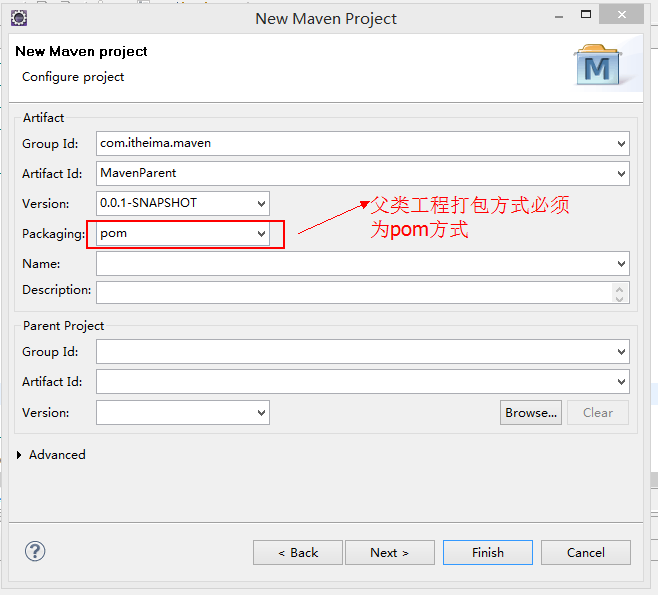 New Maven Project
New Maven project
Configure project
M
Artifact
Group Id: com.itheima.maven
Artifact Id: MavenParent
Version: 0.0.1-SNAPSHOT
Packaging: pom
父类工程打包方式必须
为pom方式
Name:
Description:
Parent Project
Group Id:
Artifact Id:
Version: Browse... Clear
Advanced
? < Back Next > Finish Cancel